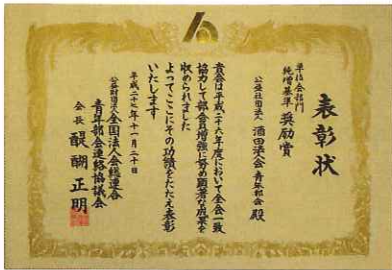 表彰状
単位会部門
純増基準 奨励賞
公益社団法人 酒田法人会 青年部会 殿
貴会は平成二十六年度において全会一致
協力して部会増強に努め顕著な成果を
収められました
よってここにその功績をたたえ表彰
いたします
平成二十七年十一月二十日
公益財団法人 全国法人会総連合
青年部会連絡協議会
会長 醍醐正明